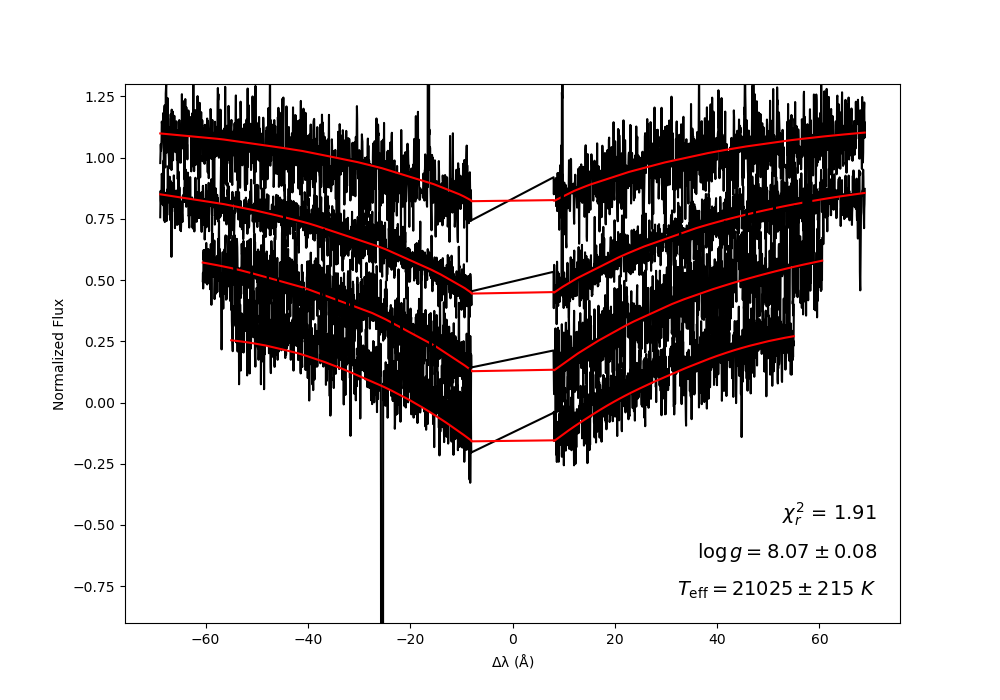 Normalized Flux
1.25
1.00
0.75
0.50
0.25
0.00
−0.25
−0.50
−0.75
χ²ᵣ = 1.91
log g = 8.07 ± 0.08
T_eff = 21025 ± 215 K
−60 −40 −20 0 20 40 60
Δλ (Å)